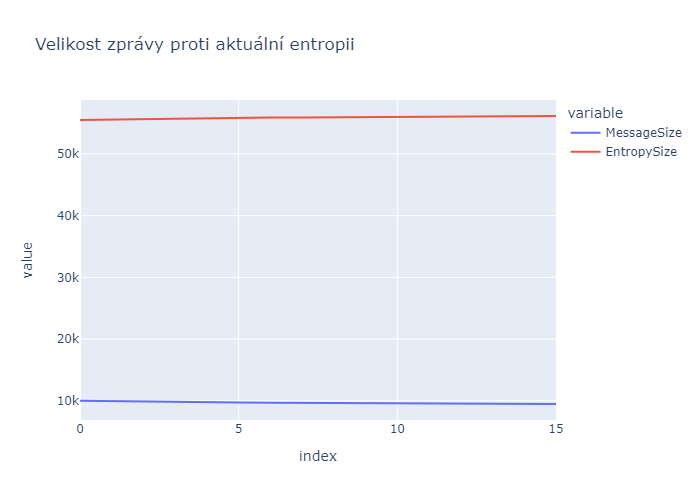 Velikost zprávy proti aktuální entropii
variable
MessageSize
EntropySize
50k
40k
30k
20k
10k
value
0
5
10
15
index